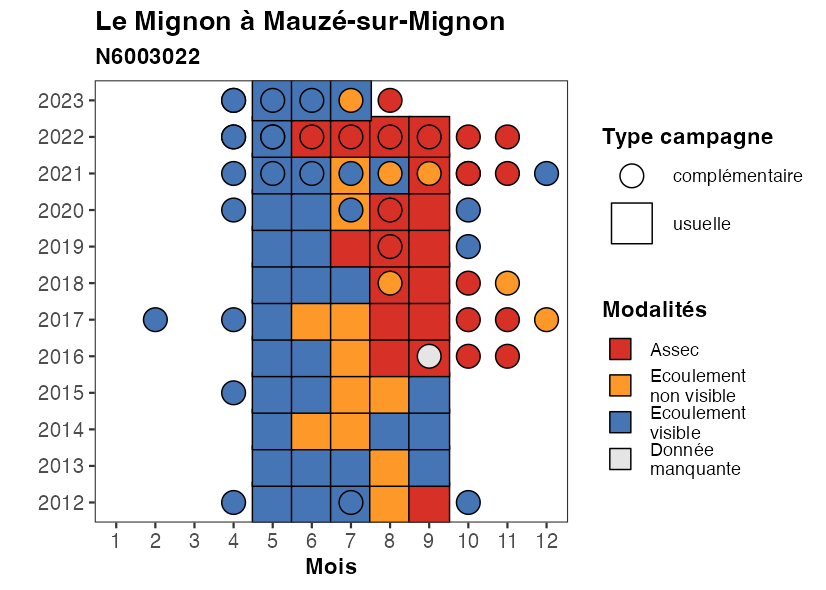 Le Mignon à Mauzé-sur-Mignon
N6003022
2023
2022
2021
2020
2019
2018
2017
2016
2015
2014
2013
2012
1 2 3 4 5 6 7 8 9 10 11 12
Mois
Type campagne
complémentaire
usuelle
Modalités
Assec
Ecoulement
non visible
Ecoulement
visible
Donnée
manquante